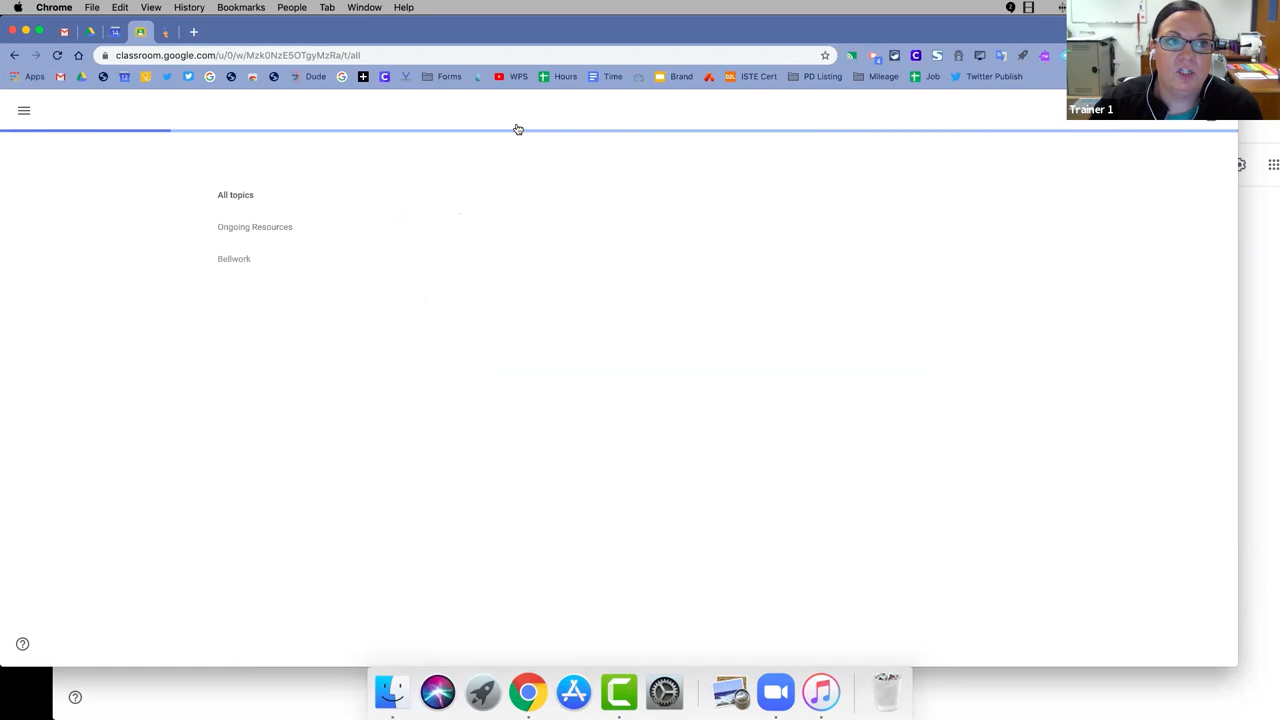 Chrome File Edit View History Bookmarks People Tab Window Help
classroom.google.com/u/0/w/Mzk0NzE5OTgyMzRa/t/all
Apps Dude Forms WPS Hours Time Brand ISTE Cert PD Listing Mileage Job Twitter Publish
Trainer 1
All topics
Ongoing Resources
Bellwork